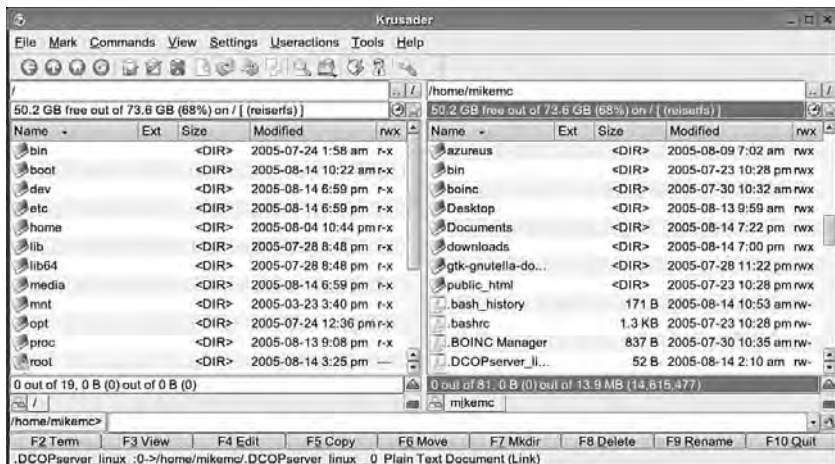 Krusader
File Mark Commands View Settings Useractions Tools Help
/ .. /
50.2 GB free out of 73.6 GB (68%) on / [ (reiserfs) ]
Name Ext Size Modified rwx
bin <DIR> 2005-07-24 1:58 am r-x
boot <DIR> 2005-08-14 10:22 am r-x
dev <DIR> 2005-08-14 6:59 pm r-x
etc <DIR> 2005-08-14 6:59 pm r-x
home <DIR> 2005-08-04 10:44 pm r-x
lib <DIR> 2005-07-28 8:48 pm r-x
lib64 <DIR> 2005-07-28 8:48 pm r-x
media <DIR> 2005-08-14 6:59 pm r-x
mnt <DIR> 2005-03-23 3:40 pm r-x
opt <DIR> 2005-07-24 12:36 pm r-x
proc <DIR> 2005-08-13 9:08 pm r-x
root <DIR> 2005-08-14 3:25 pm ---
0 out of 19, 0 B (0) out of 0 B (0)
/
/home/mikemc .. /
50.2 GB free out of 73.6 GB (68%) on / [ (reiserfs) ]
Name Ext Size Modified rwx
azureus <DIR> 2005-08-09 7:02 am rwx
bin <DIR> 2005-07-23 10:28 pm rwx
boinc <DIR> 2005-07-30 10:32 am rwx
Desktop <DIR> 2005-08-13 9:59 am rwx
Documents <DIR> 2005-08-14 7:22 pm rwx
downloads <DIR> 2005-08-14 7:00 pm rwx
gtk-gnutella-do... <DIR> 2005-07-28 11:22 pm rwx
public_html <DIR> 2005-07-23 10:28 pm rwx
.bash_history 171 B 2005-08-14 10:53 am rw-
.bashrc 1.3 KB 2005-07-23 10:28 pm rw-
.BOINC Manager 837 B 2005-07-30 10:35 am rw-
.DCOPserver_li... 52 B 2005-08-14 2:10 am rw-
0 out of 81, 0 B (0) out of 13.9 MB (14,615,477)
mikemc
/home/mikemc>
F2 Term F3 View F4 Edit F5 Copy F6 Move F7 Mkdir F8 Delete F9 Rename F10 Quit
.DCOPserver_linux_:0->/home/mikemc/.DCOPserver_linux__0 Plain Text Document (Link)